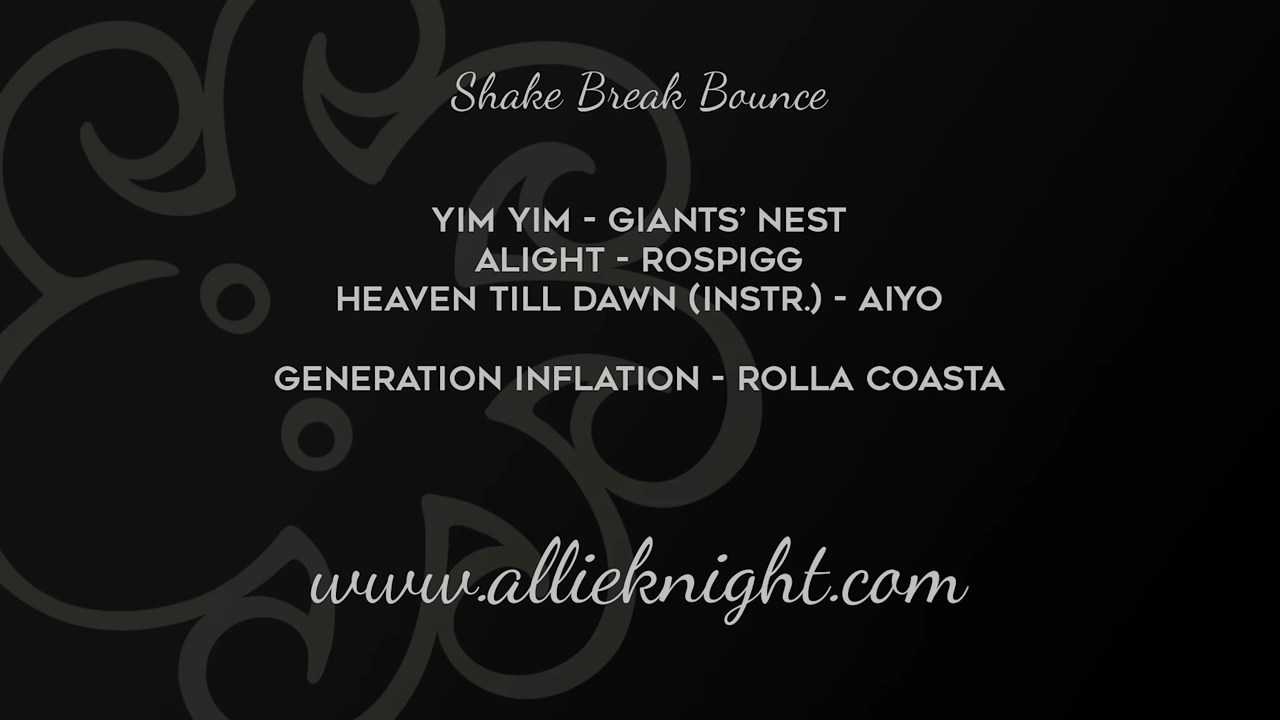 Shake Break Bounce
YIM YIM - GIANTS’ NEST
ALIGHT - ROSPIGG
HEAVEN TILL DAWN (INSTR.) - AIYO
GENERATION INFLATION - ROLLA COASTA
www.allieknight.com